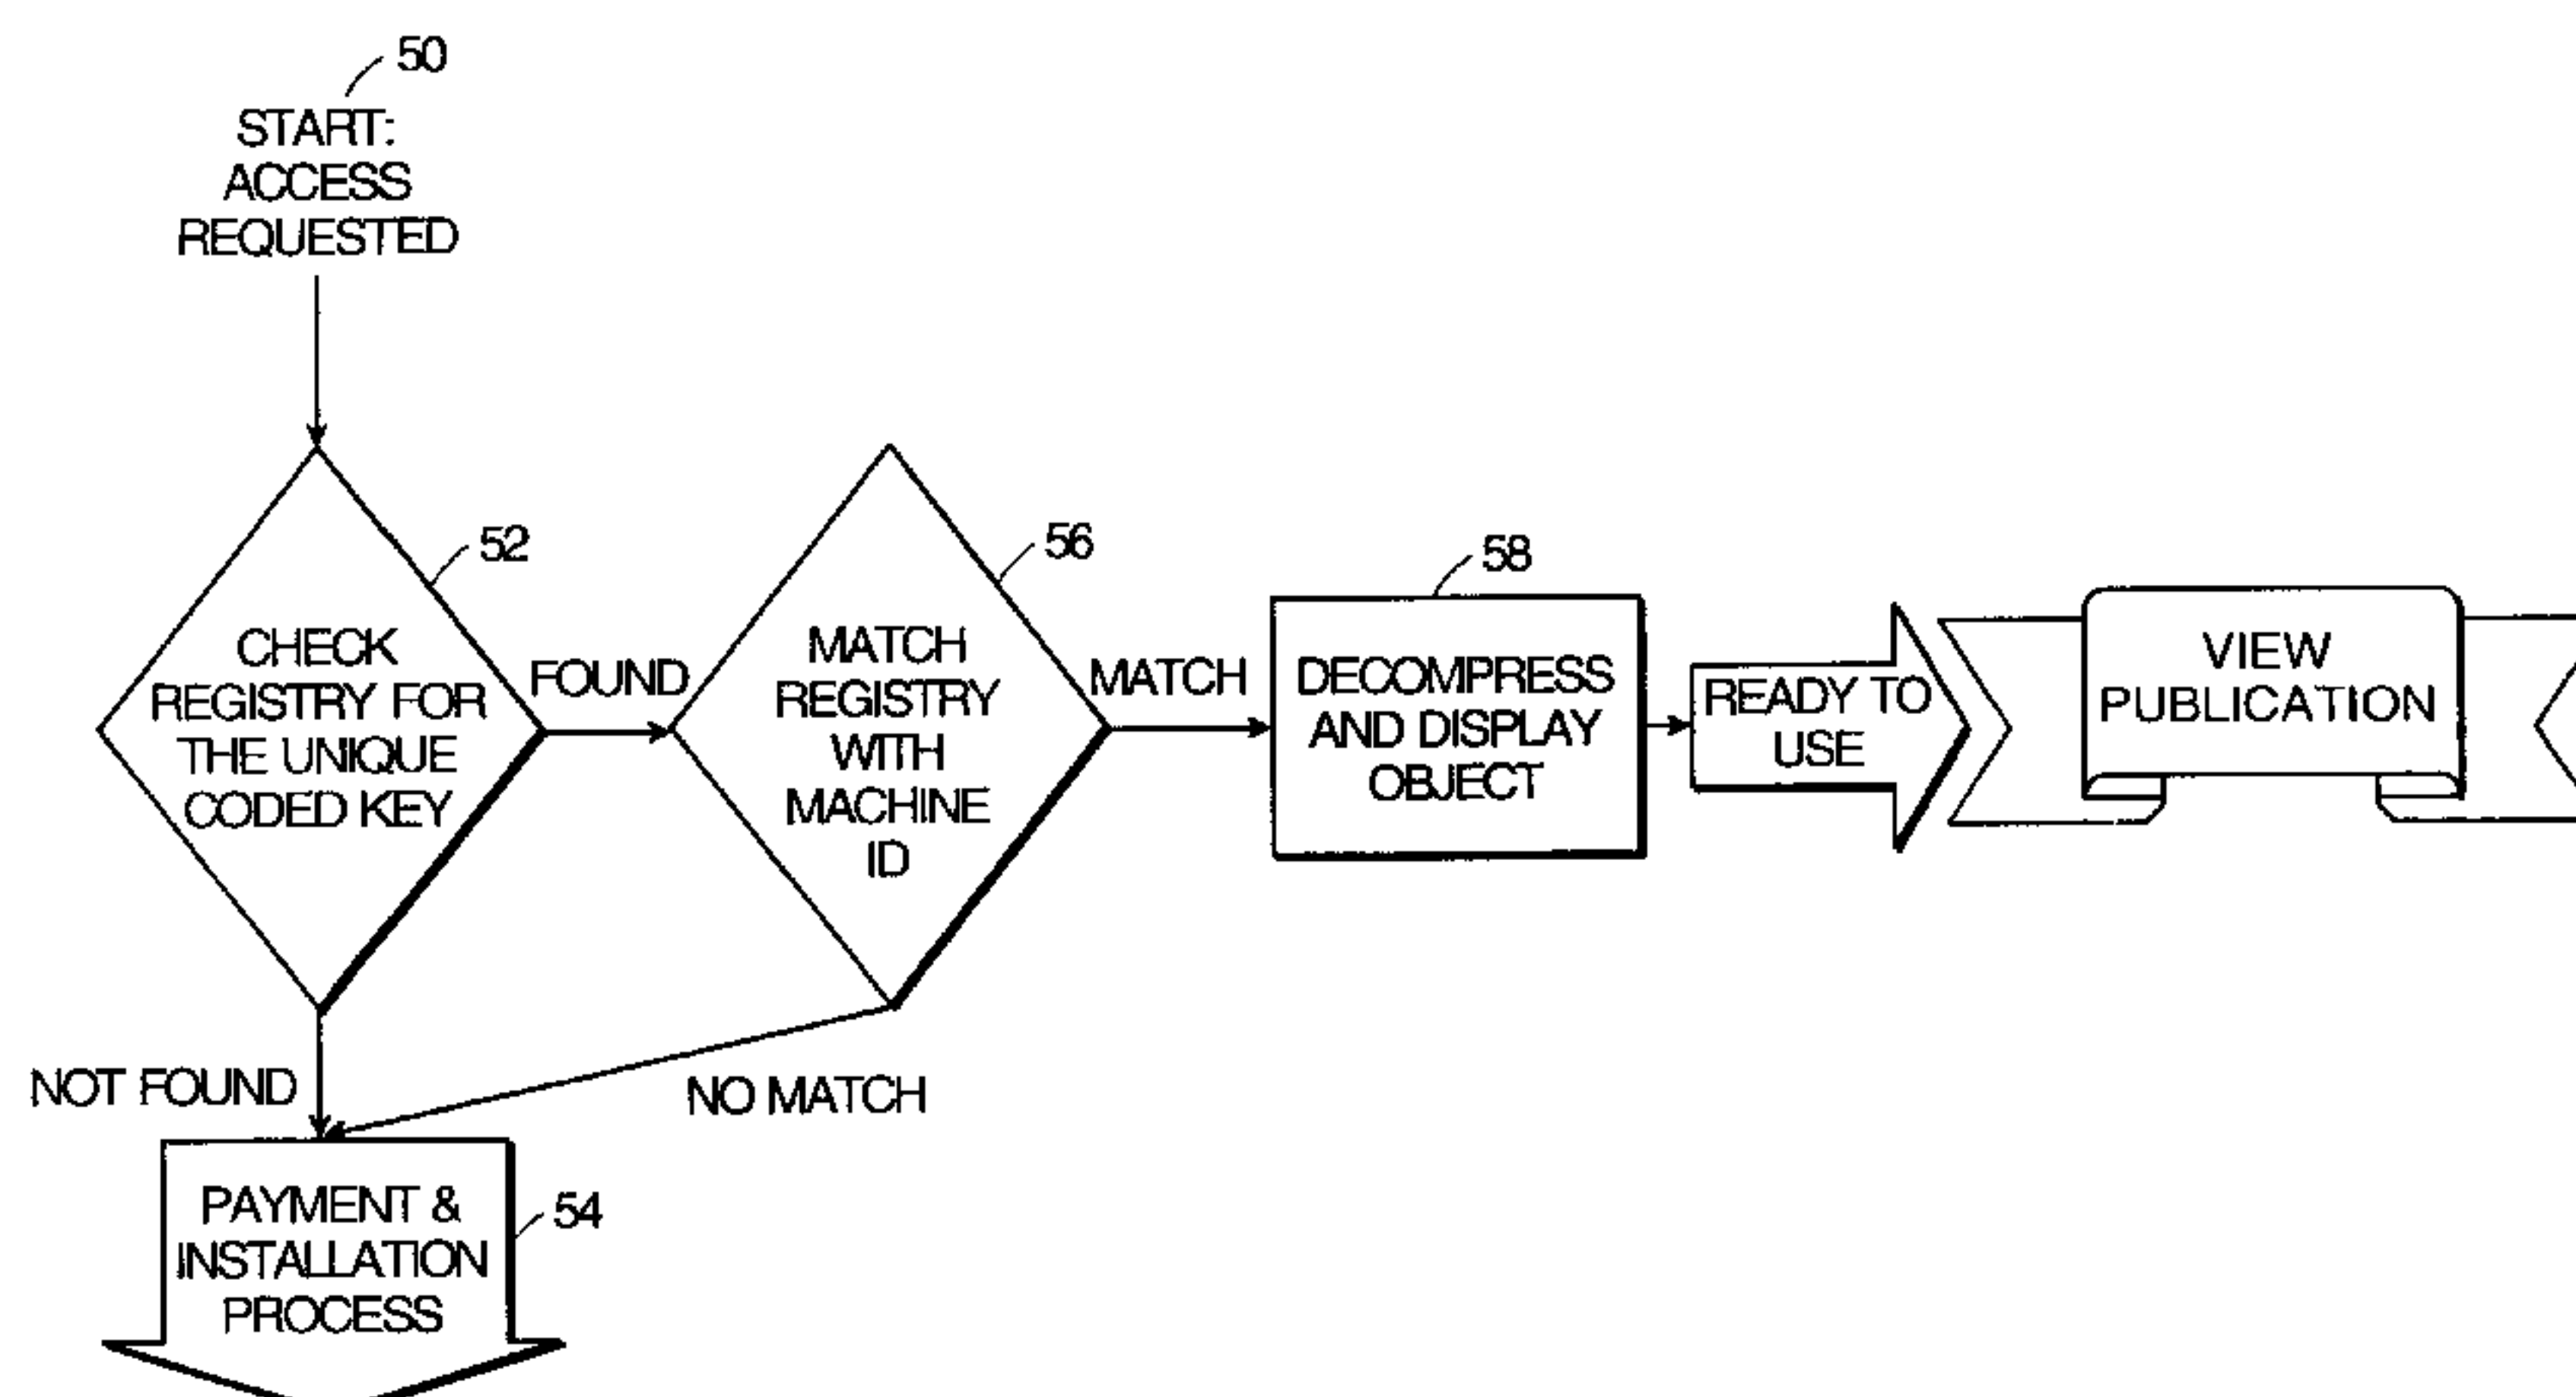 50
START:
ACCESS
REQUESTED
52
CHECK
REGISTRY FOR
THE UNIQUE
CODED KEY
FOUND
56
MATCH
REGISTRY
WITH
MACHINE
ID
MATCH
58
DECOMPRESS
AND DISPLAY
OBJECT
READY TO
USE
VIEW
PUBLICATION
NOT FOUND
NO MATCH
PAYMENT &
INSTALLATION
PROCESS
54